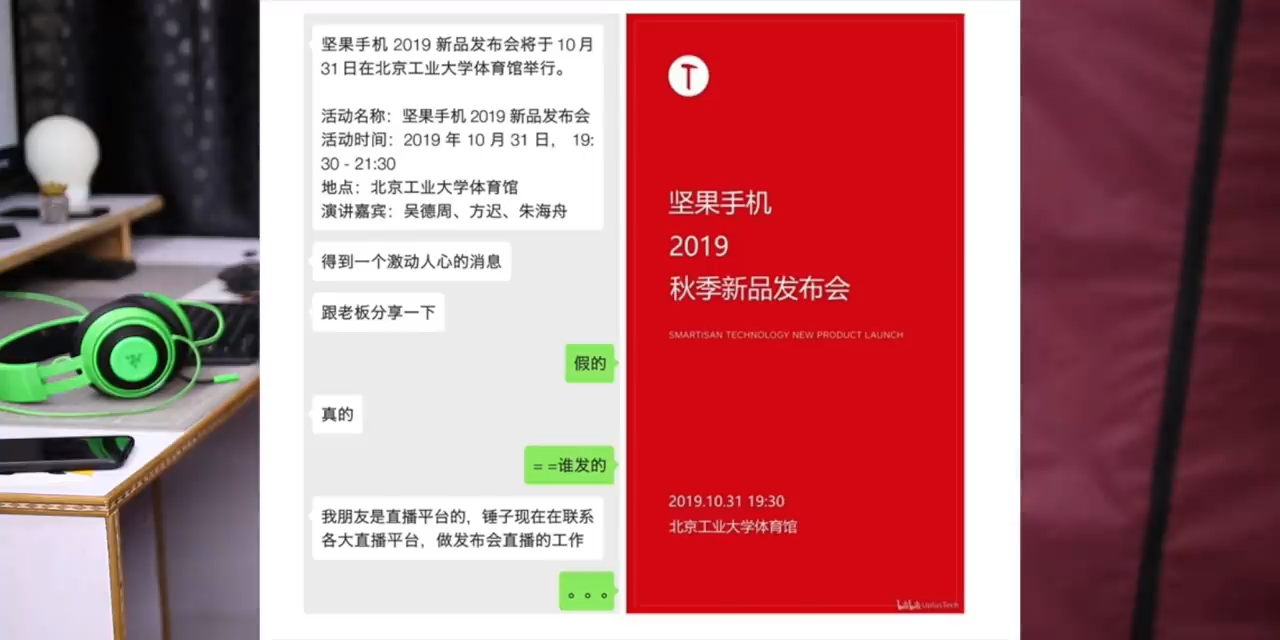 坚果手机 2019 新品发布会将于 10 月
31 日在北京工业大学体育馆举行。
活动名称：坚果手机 2019 新品发布会
活动时间：2019 年 10 月 31 日， 19:
30 - 21:30
地点：北京工业大学体育馆
演讲嘉宾：吴德周、方迟、朱海舟
得到一个激动人心的消息
跟老板分享一下
假的
真的
= =谁发的
我朋友是直播平台的，锤子现在在联系
各大直播平台，做发布会直播的工作
。。。
坚果手机
2019
秋季新品发布会
SMARTISAN TECHNOLOGY NEW PRODUCT LAUNCH
2019.10.31 19:30
北京工业大学体育馆